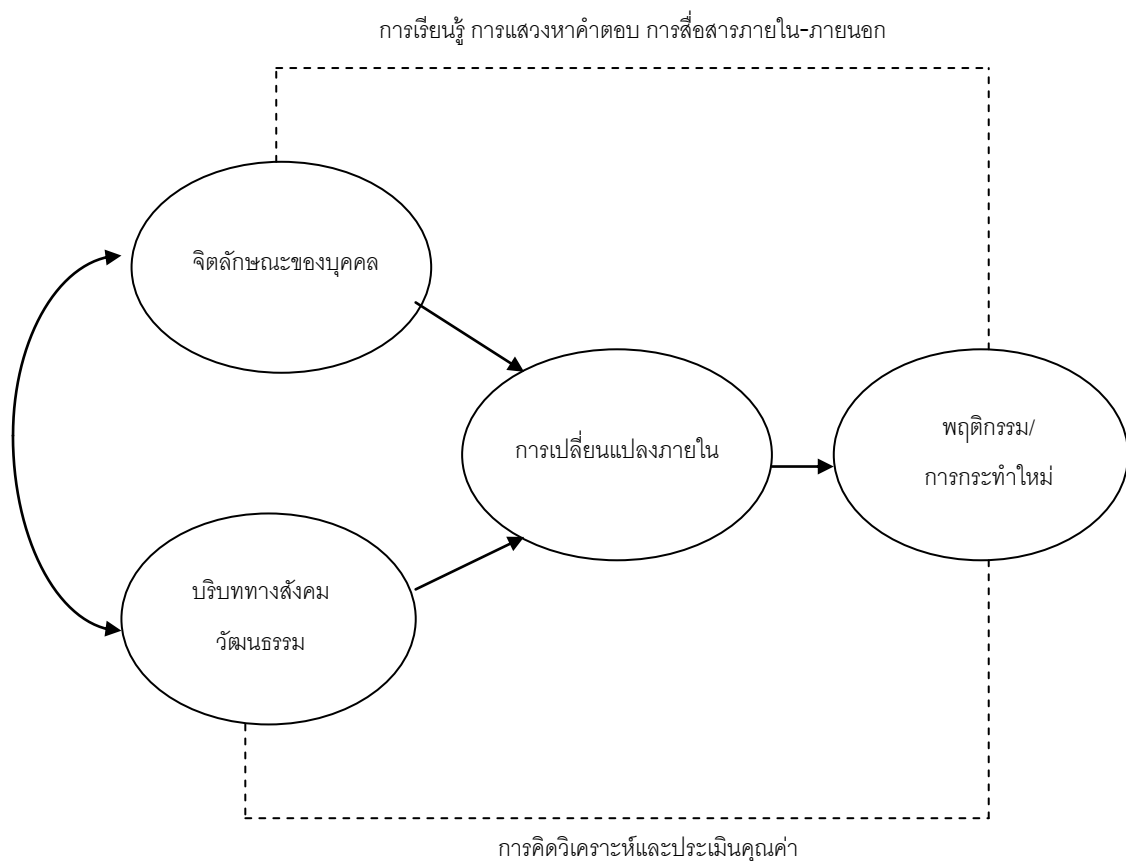 การเรียนรู้ การแสวงหาคำตอบ การสื่อสารภายใน-ภายนอก
จิตลักษณะของบุคคล
การเปลี่ยนแปลงภายใน
พฤติกรรม/
การกระทำใหม่
บริบททางสังคม
วัฒนธรรม
การคิดวิเคราะห์และประเมินคุณค่า